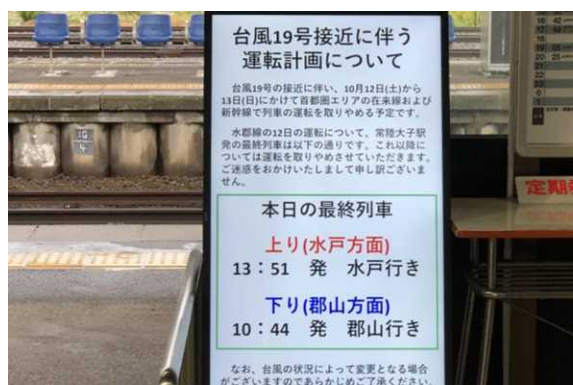 台風19号接近に伴う
運転計画について
台風19号の接近に伴い、10月12日(土)から
13日(日)にかけて首都圏エリアの在来線および
新幹線で列車の運転を取りやめる予定です。
水郡線の12日の運転について、常陸大子駅
発の最終列車は以下の通りです。これ以降に
ついては運転を取りやめさせていただきます。
ご迷惑をおかけいたしまして申し訳ございま
せん。
本日の最終列車
上り(水戸方面)
13：51 発 水戸行き
下り(郡山方面)
10：44 発 郡山行き
なお、台風の状況によって変更となる場合
がございますのであらかじめご了承ください
定期